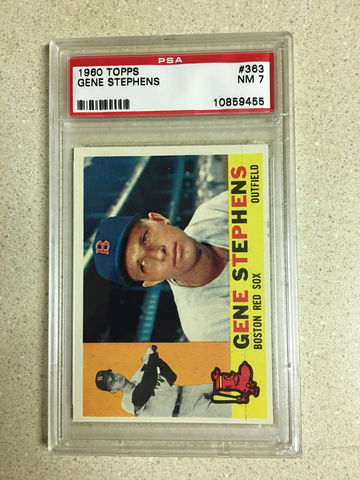 PSA
1960 TOPPS #363
GENE STEPHENS NM 7
10859455
B
GENE STEPHENS
BOSTON RED SOX OUTFIELD
B